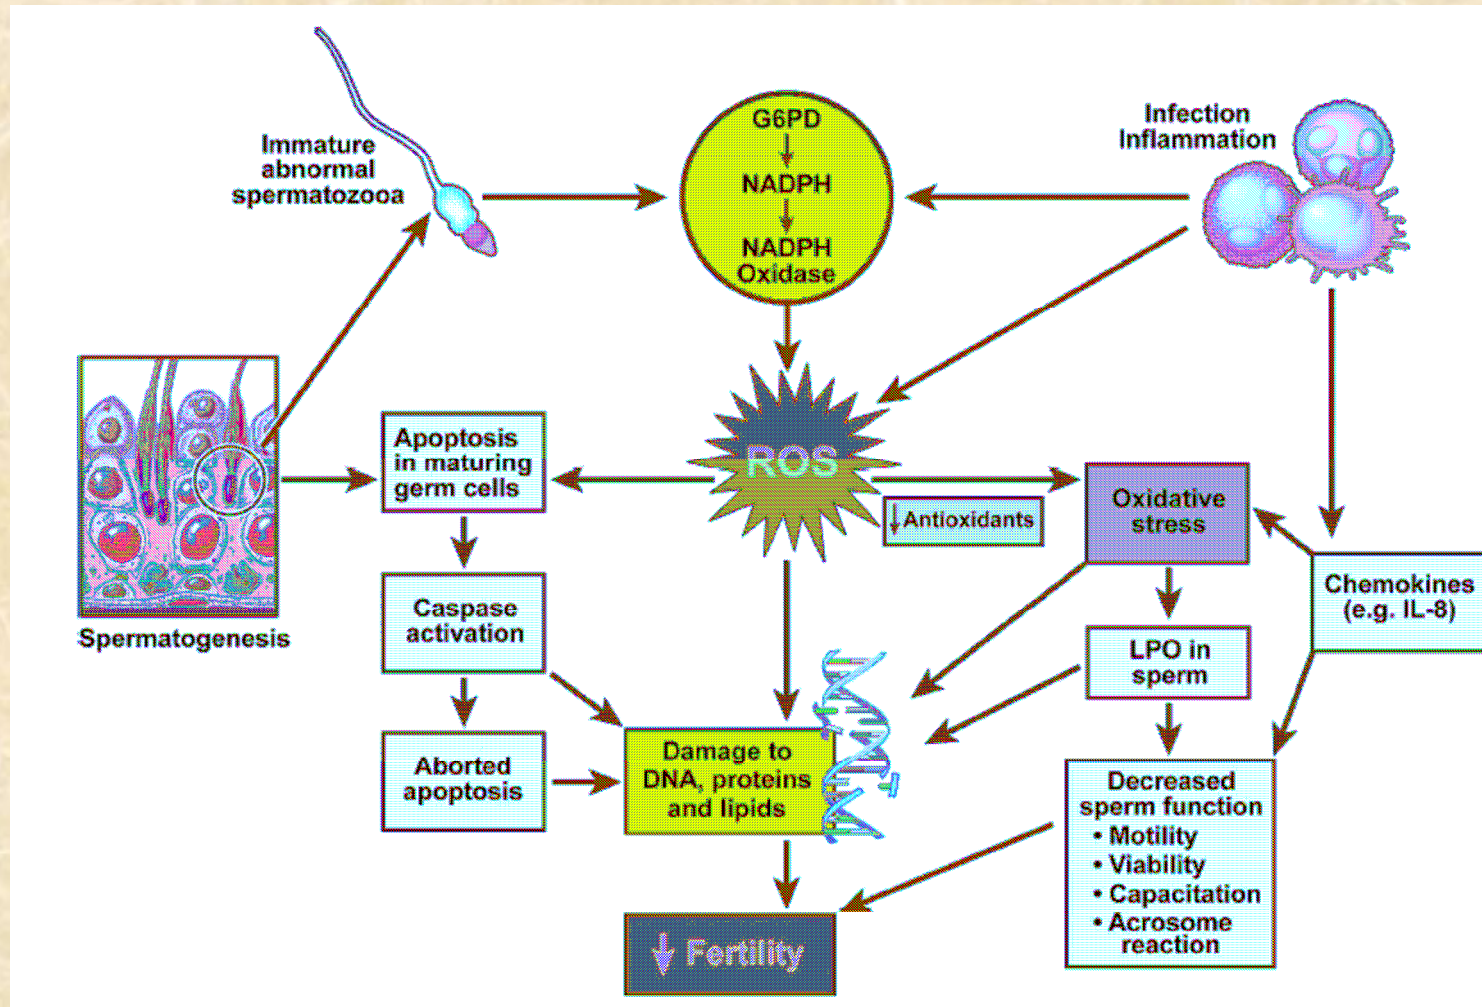 Immature
abnormal
spermatozooa
G6PD
NADPH
NADPH
Oxidase
Infection
Inflammation
Spermatogenesis
Apoptosis
in maturing
germ cells
ROS
↓ Antioxidants
Oxidative
stress
Chemokines
(e.g. IL-8)
Caspase
activation
LPO in
sperm
Aborted
apoptosis
Damage to
DNA, proteins
and lipids
Decreased
sperm function
• Motility
• Viability
• Capacitation
• Acrosome
reaction
↓ Fertility